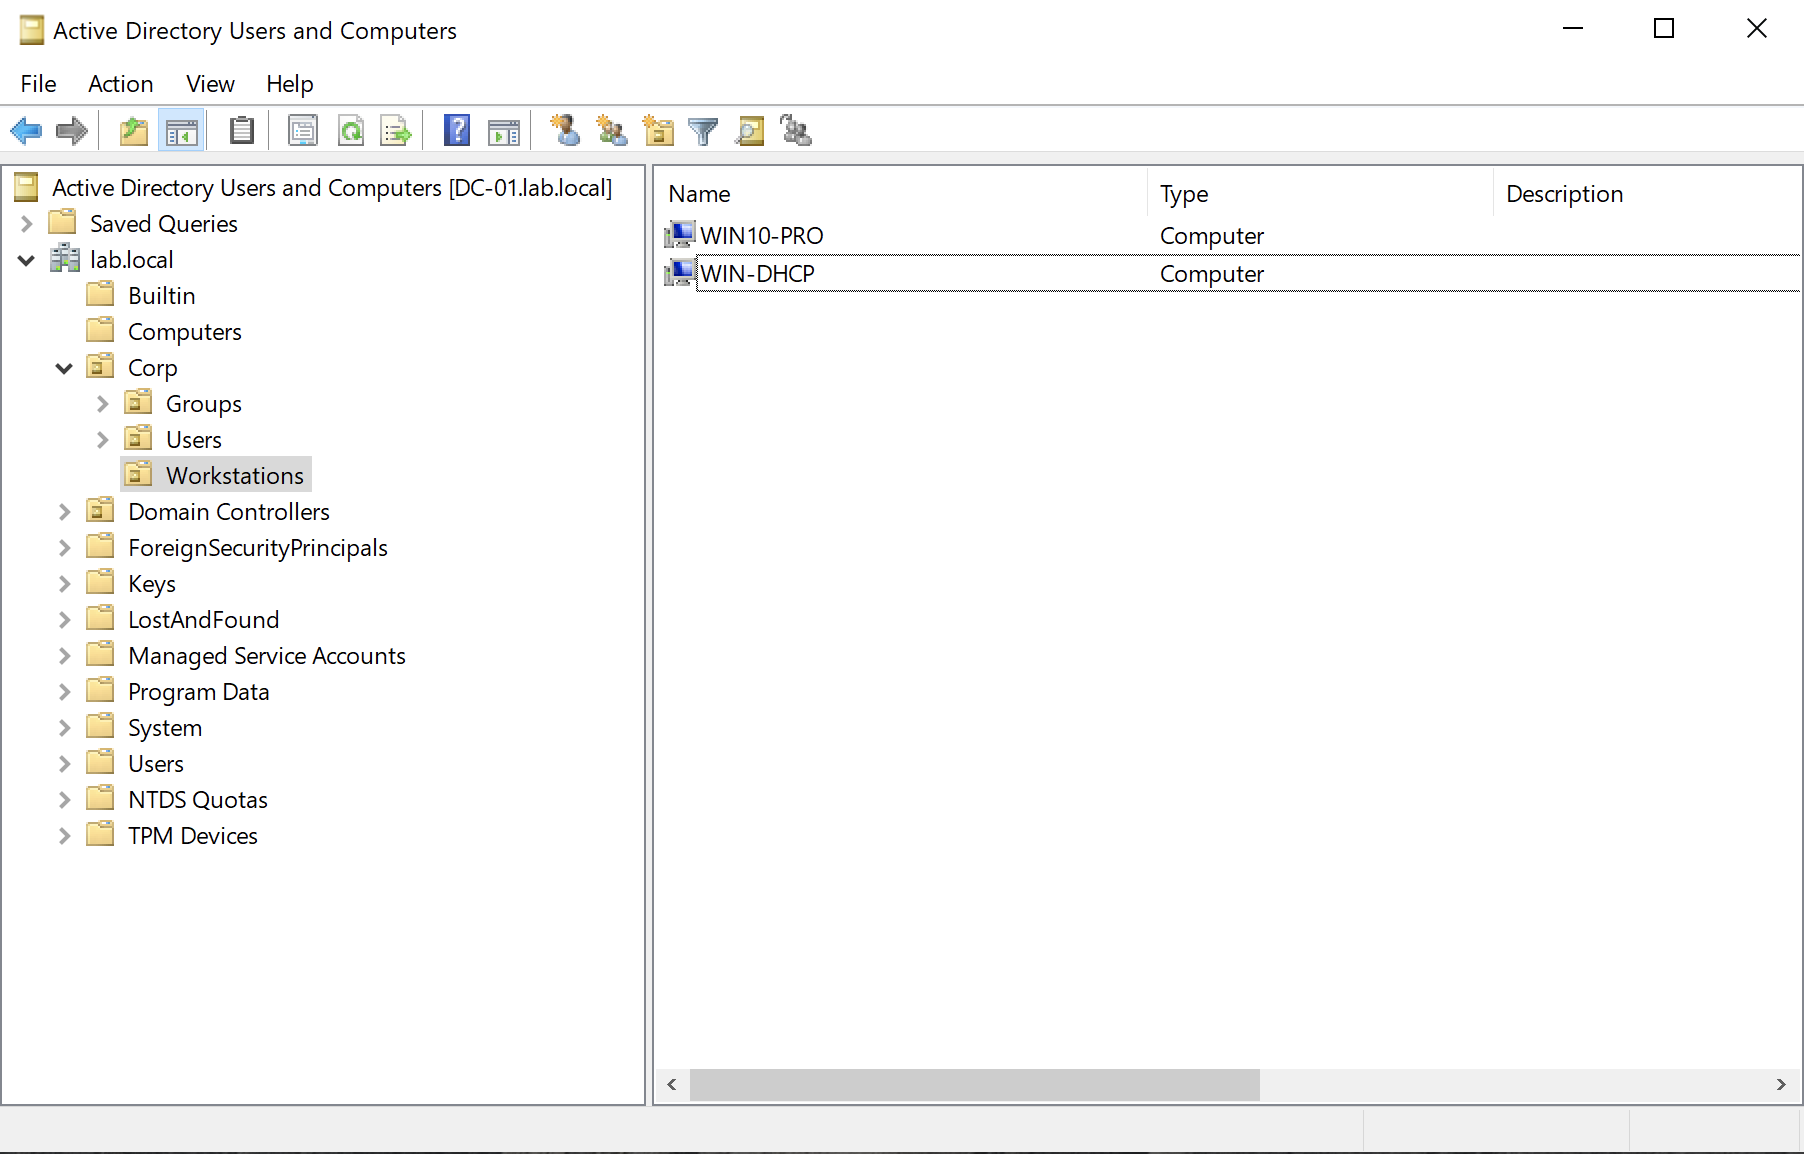 Active Directory Users and Computers
File Action View Help
Active Directory Users and Computers [DC-01.lab.local]
Saved Queries
lab.local
Builtin
Computers
Corp
Groups
Users
Workstations
Domain Controllers
ForeignSecurityPrincipals
Keys
LostAndFound
Managed Service Accounts
Program Data
System
Users
NTDS Quotas
TPM Devices
Name Type Description
WIN10-PRO Computer
WIN-DHCP Computer